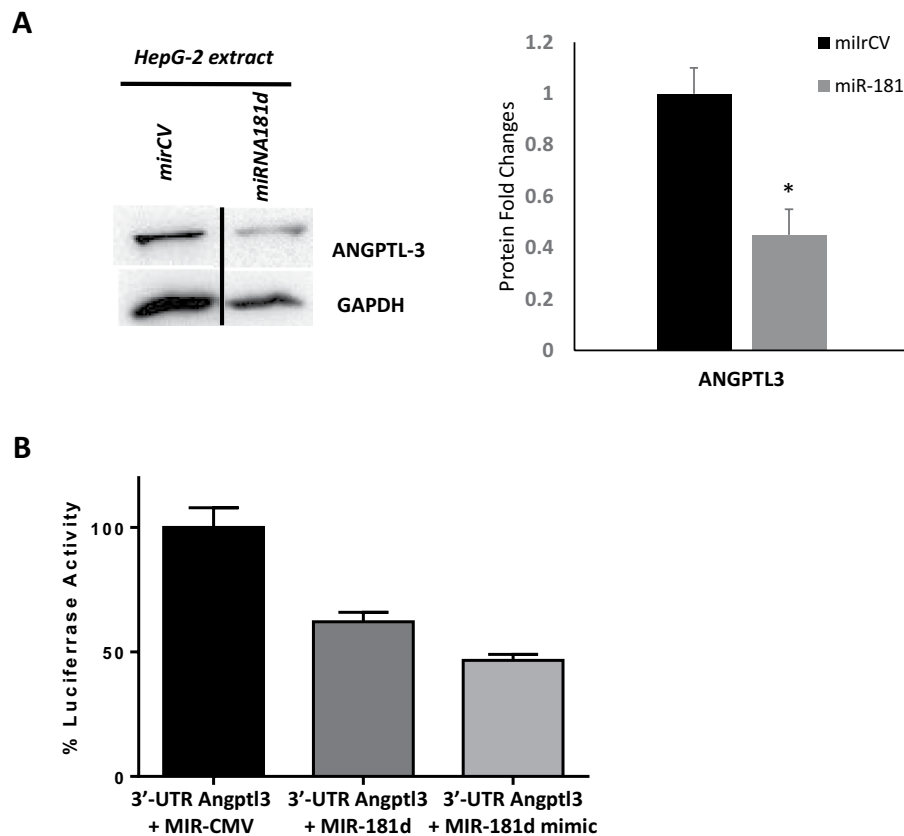 A
HepG-2 extract
mirCV
miRNA181d
ANGPTL-3
GAPDH
Protein Fold Changes
1.2
1
0.8
0.6
0.4
0.2
0
*
milrCV
miR-181
ANGPTL3
B
% Luciferrase Activity
100
50
0
3'-UTR Angptl3
+ MIR-CMV
3'-UTR Angptl3
+ MIR-181d
3'-UTR Angptl3
+ MIR-181d mimic